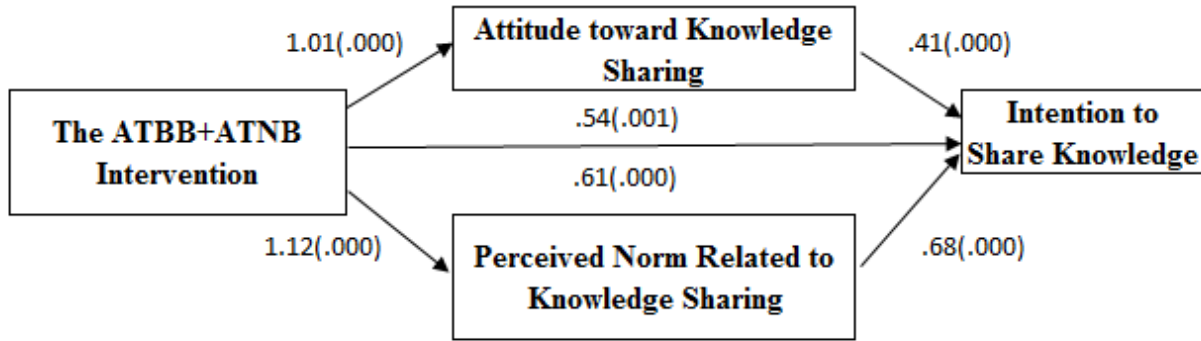 1.01(.000)
Attitude toward Knowledge
Sharing
.41(.000)
The ATBB+ATNB
Intervention
.54(.001)
.61(.000)
Intention to
Share Knowledge
1.12(.000)
Perceived Norm Related to
Knowledge Sharing
.68(.000)